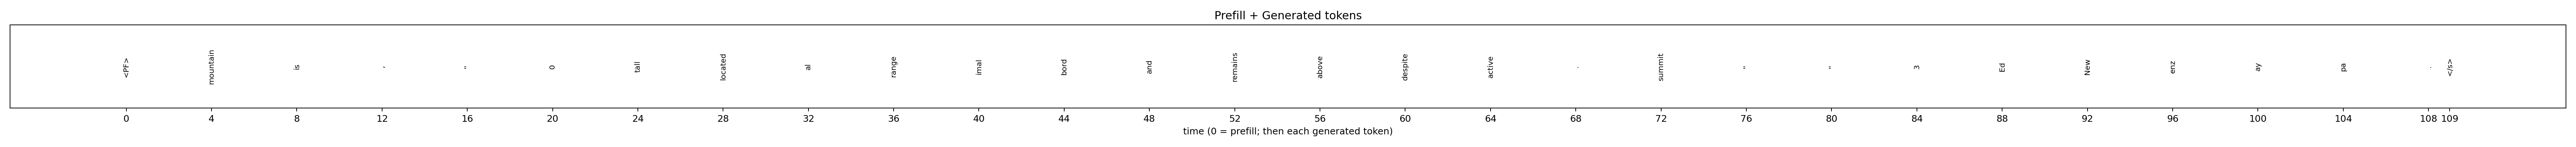 Prefill + Generated tokens
<PF> mountain is , 0 tall located al range imal bord and remains above despite active . summit 3 Ed New enz ay pa . </s>
0 4 8 12 16 20 24 28 32 36 40 44 48 52 56 60 64 68 72 76 80 84 88 92 96 100 104 108 109
time (0 = prefill; then each generated token)